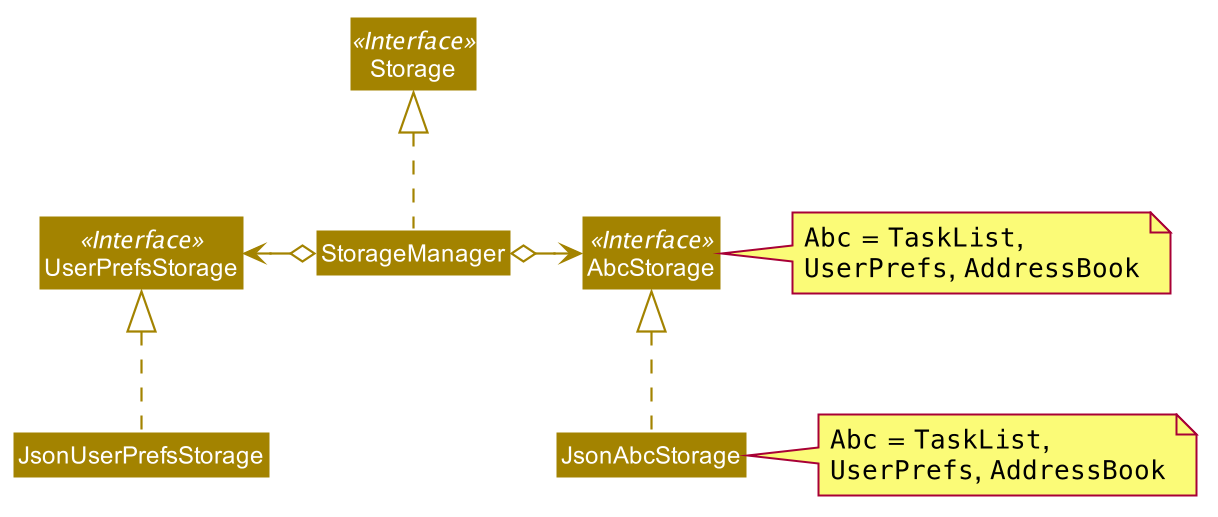 «Interface»
Storage
«Interface»
UserPrefsStorage
StorageManager
«Interface»
AbcStorage
Abc = TaskList,
UserPrefs, AddressBook
JsonUserPrefsStorage
JsonAbcStorage
Abc = TaskList,
UserPrefs, AddressBook